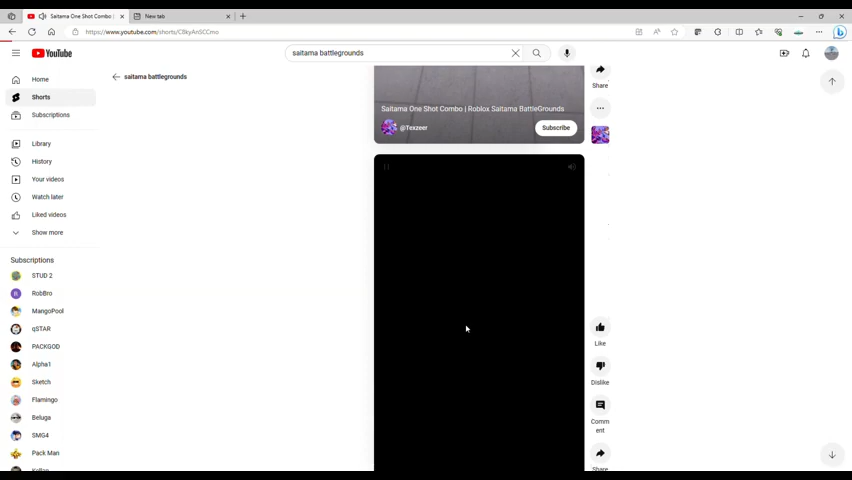 Saitama One Shot Combo |
New tab
https://www.youtube.com/shorts/C8kyAnSCCmo
YouTube
saitama battlegrounds
saitama battlegrounds
Home
Shorts
Subscriptions
Library
History
Your videos
Watch later
Liked videos
Show more
Subscriptions
STUD 2
RobBro
MangoPool
qSTAR
PACKGOD
Alpha1
Sketch
Flamingo
Beluga
SMG4
Pack Man
Saitama One Shot Combo | Roblox Saitama BattleGrounds
@Texzeer
Subscribe
Share
Like
Dislike
Comm
ent
Share